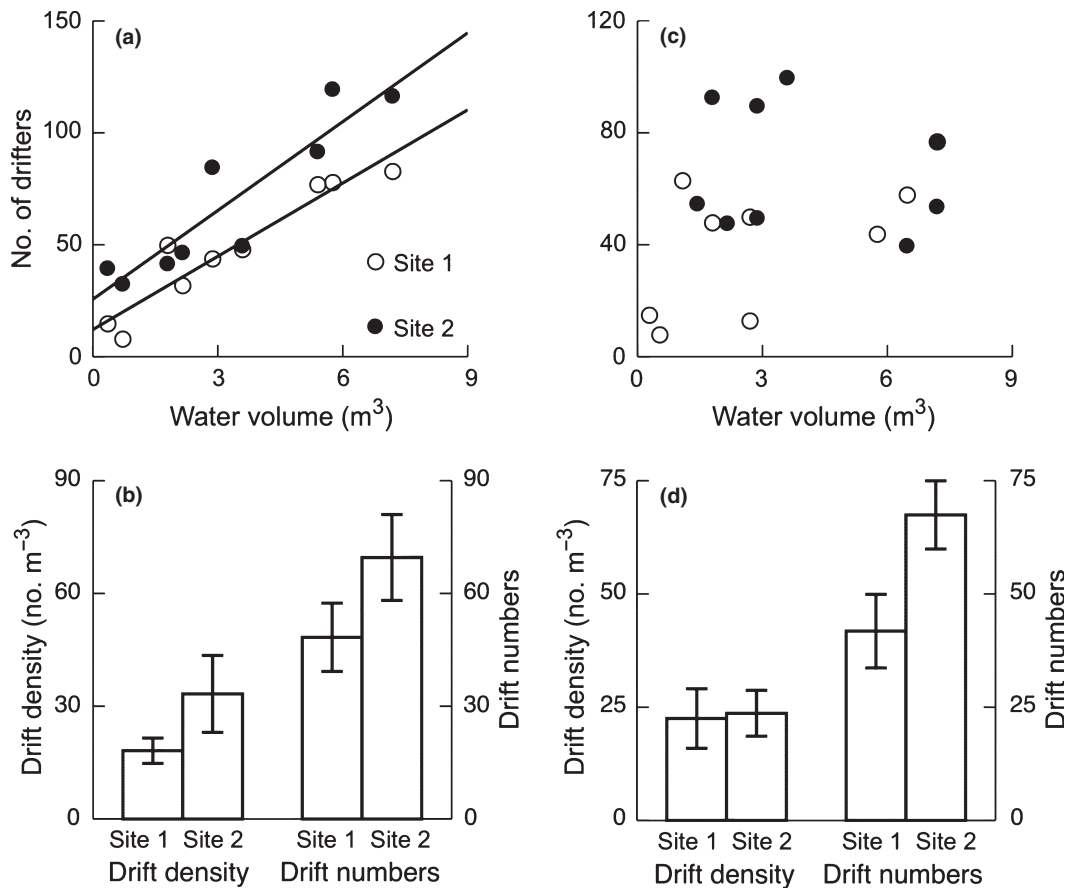 (a)
150
100
50
0
No. of drifters
Site 1
Site 2
0 3 6 9
Water volume (m³)
(c)
120
80
40
0
0 3 6 9
Water volume (m³)
(b)
90
60
30
0
Drift density (no. m⁻³)
90
60
30
0
Drift numbers
Site 1 Site 2 Site 1 Site 2
Drift density Drift numbers
(d)
75
50
25
0
Drift density (no. m⁻³)
75
50
25
0
Drift numbers
Site 1 Site 2 Site 1 Site 2
Drift density Drift numbers